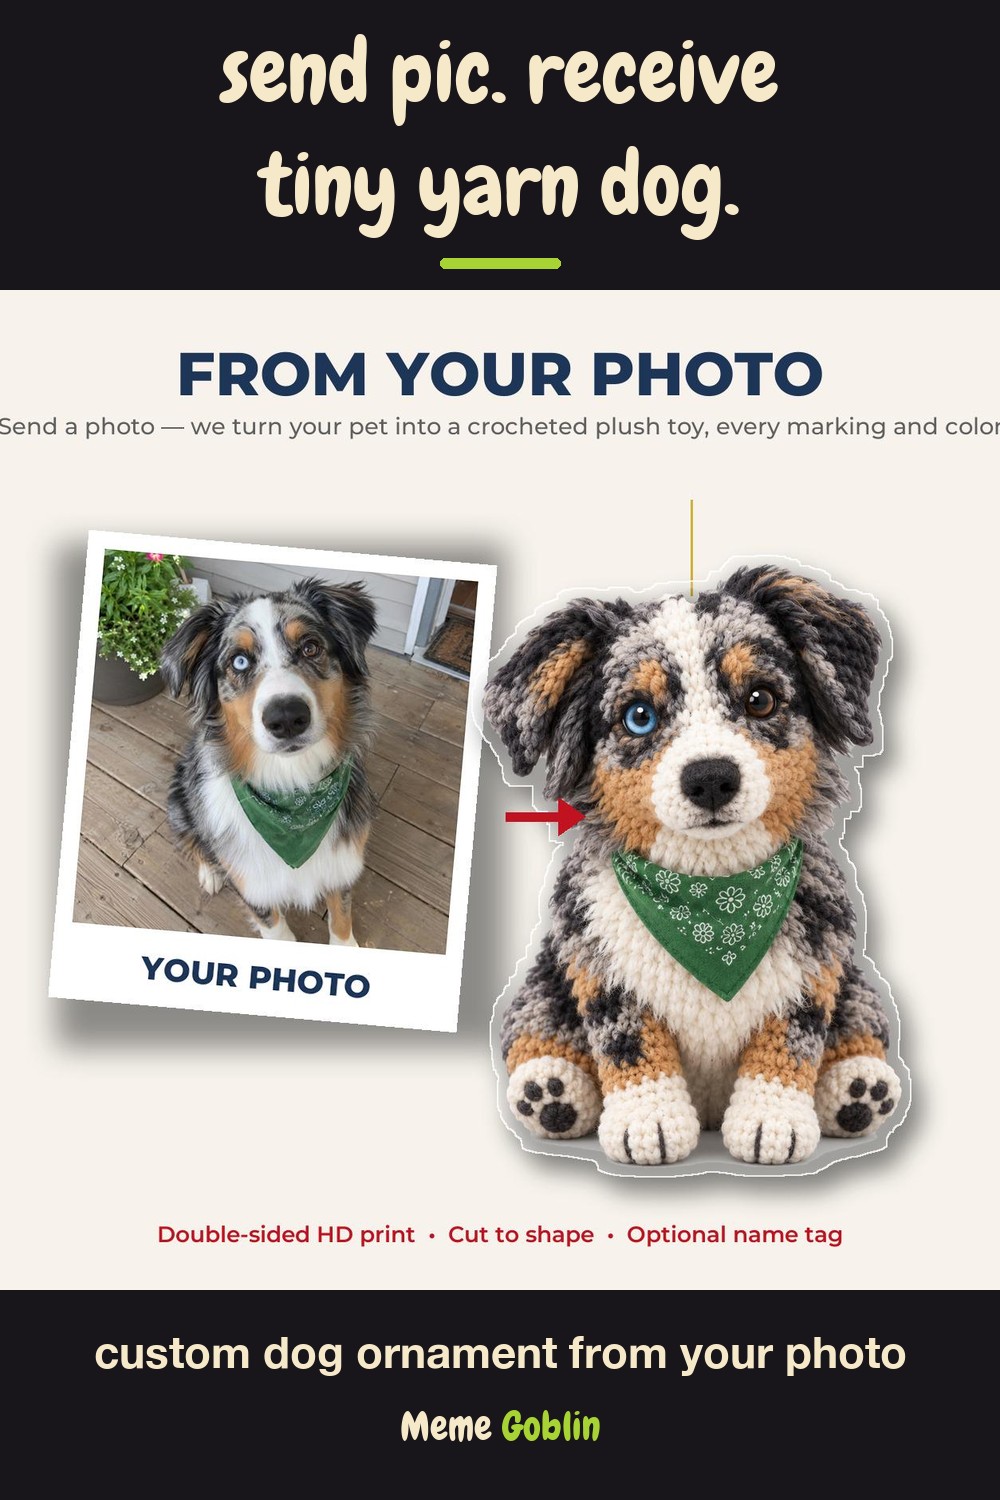 send pic. receive
tiny yarn dog.
FROM YOUR PHOTO
Send a photo — we turn your pet into a crocheted plush toy, every marking and color
YOUR PHOTO
Double-sided HD print • Cut to shape • Optional name tag
custom dog ornament from your photo
Meme Goblin